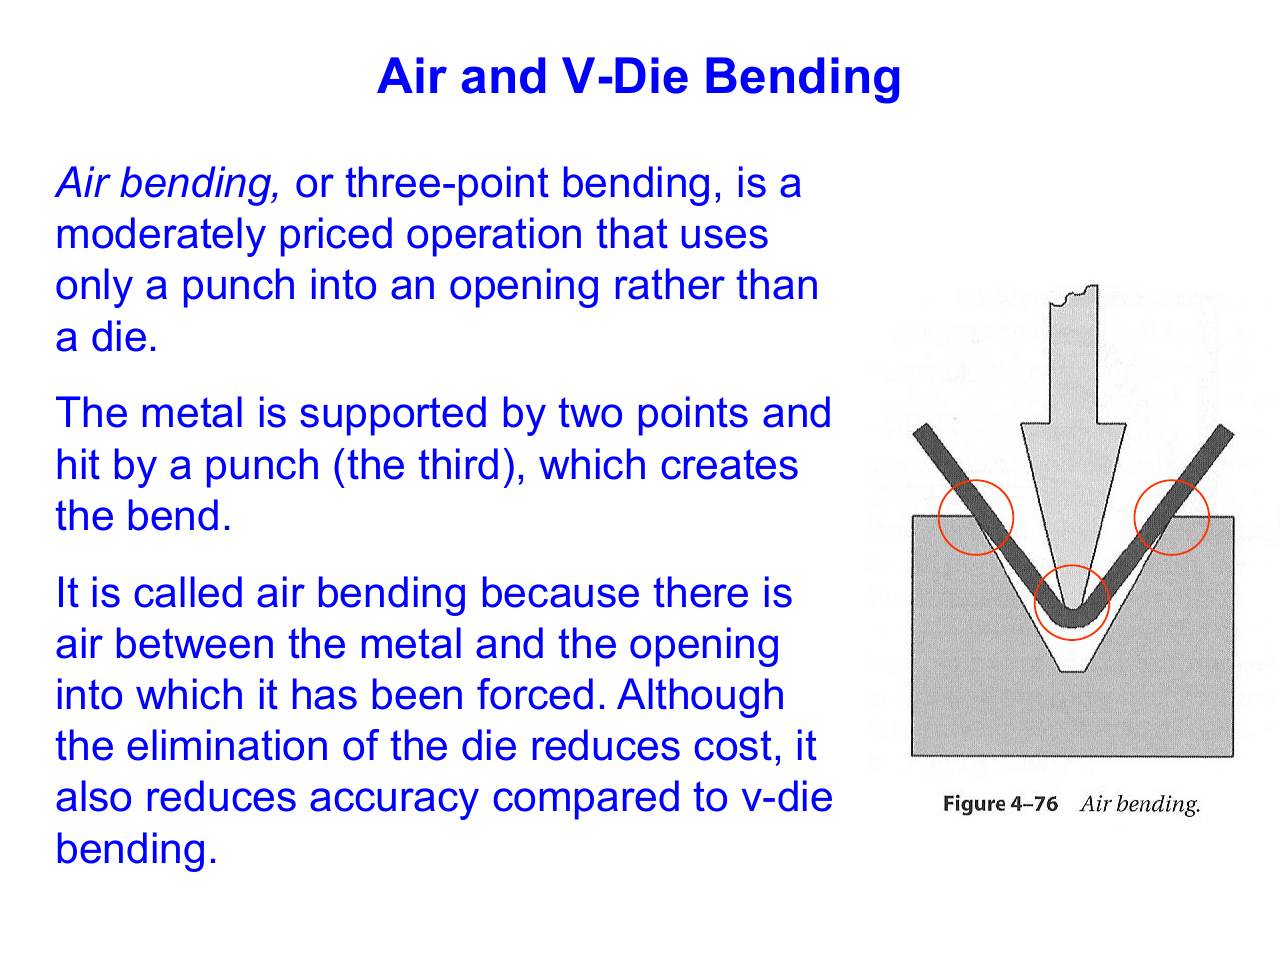 Air and V-Die Bending
Air bending, or three-point bending, is a
moderately priced operation that uses
only a punch into an opening rather than
a die.
The metal is supported by two points and
hit by a punch (the third), which creates
the bend.
It is called air bending because there is
air between the metal and the opening
into which it has been forced. Although
the elimination of the die reduces cost, it
also reduces accuracy compared to v-die
bending.
Figure 4–76 Air bending.